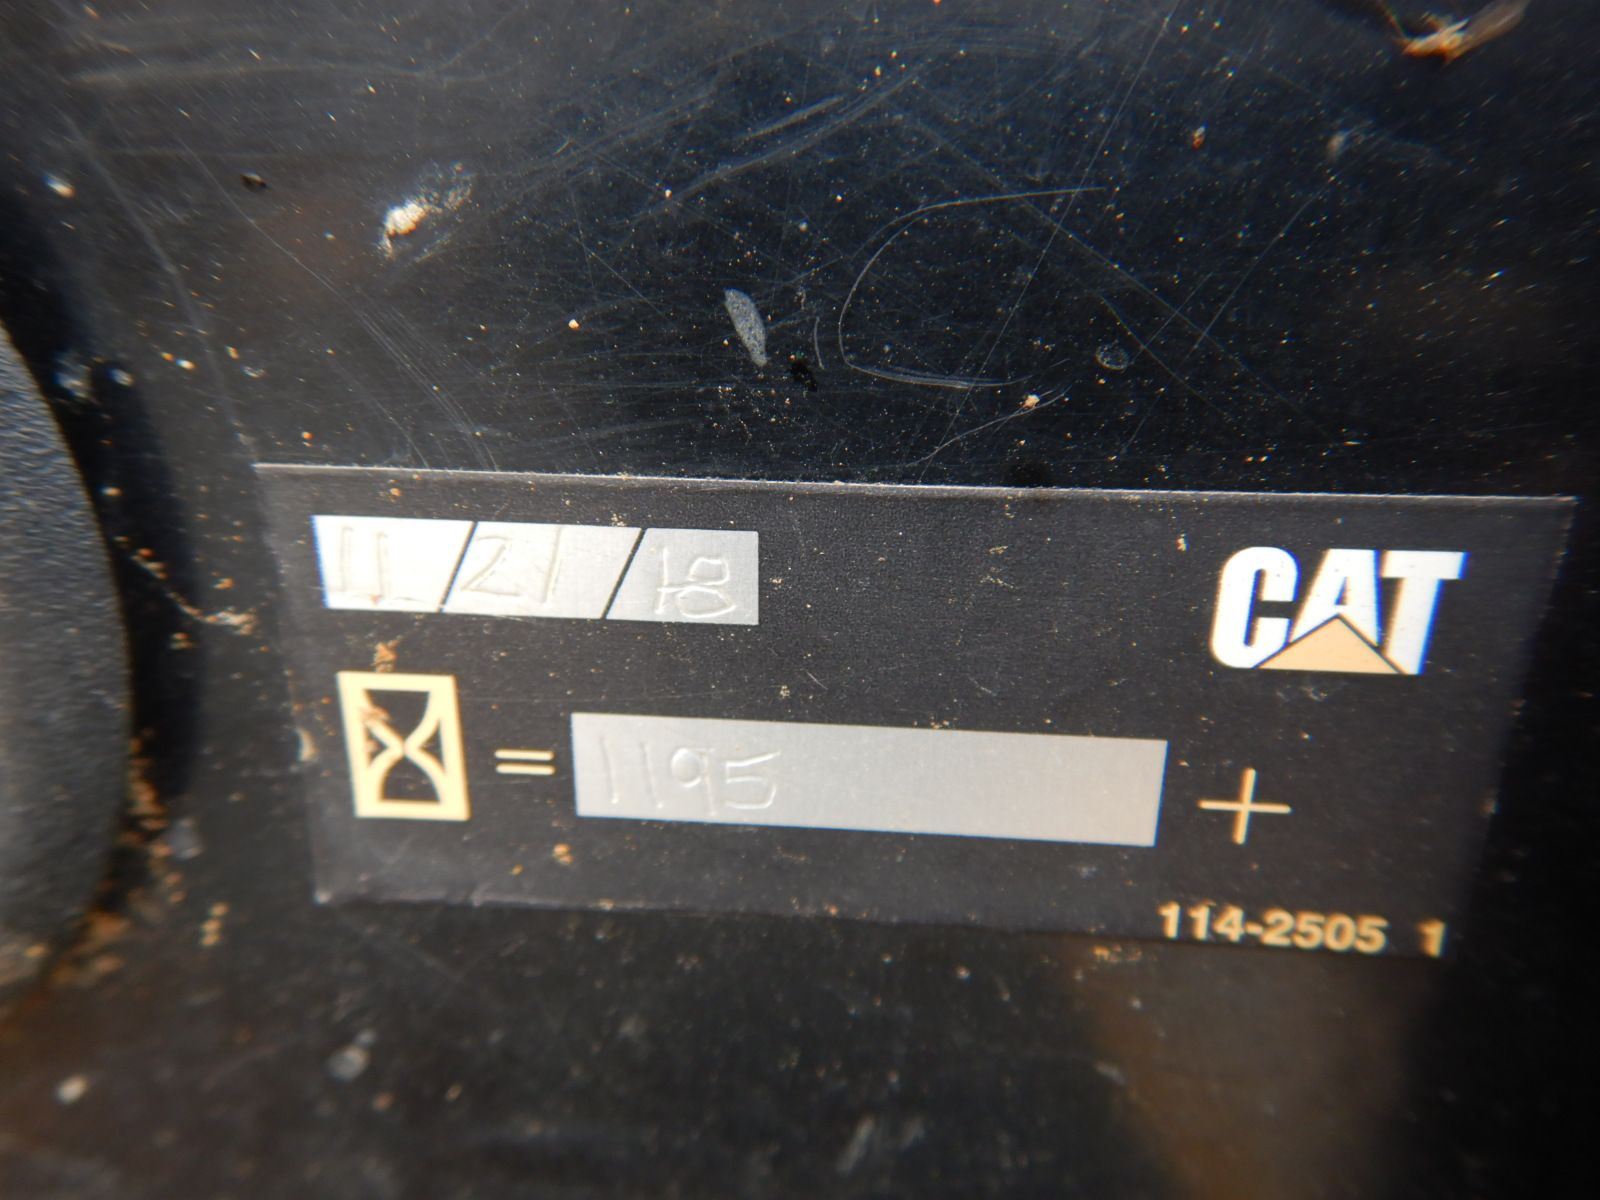 11/21/18
CAT
= 1195 +
114-2505 1